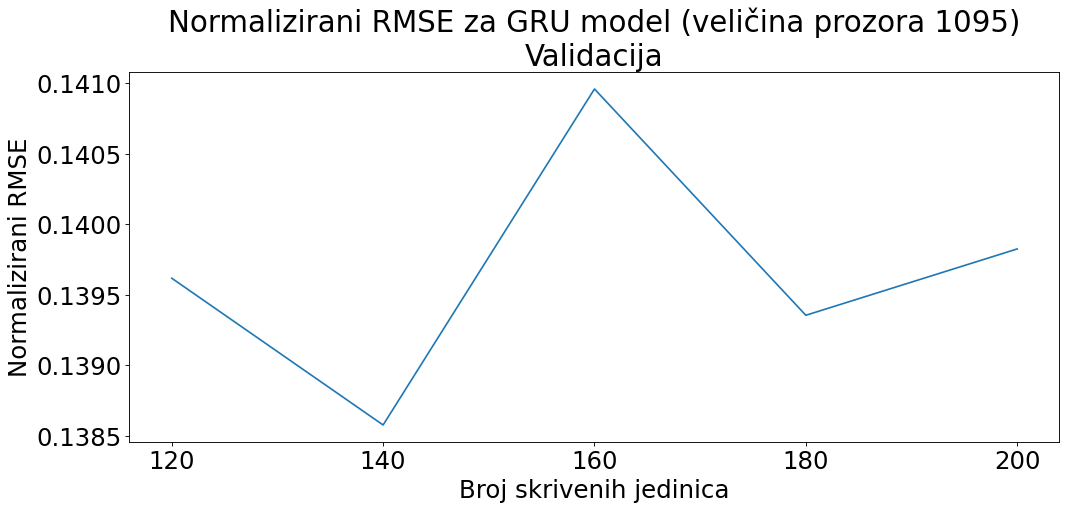 Normalizirani RMSE za GRU model (veličina prozora 1095)
Validacija
Normalizirani RMSE
0.1410
0.1405
0.1400
0.1395
0.1390
0.1385
120 140 160 180 200
Broj skrivenih jedinica